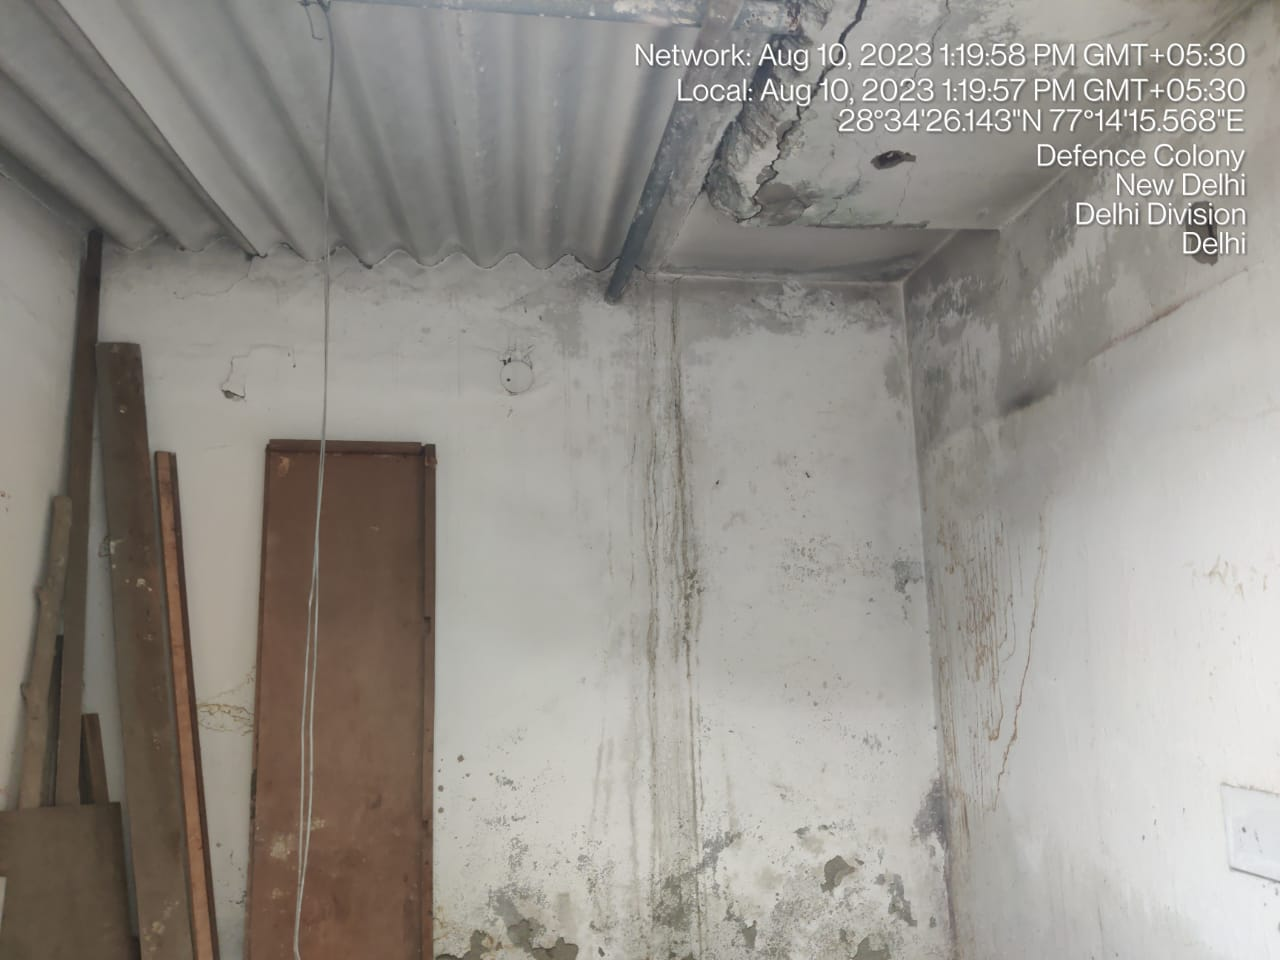 Network: Aug 10, 2023 1:19:58 PM GMT+05:30
Local: Aug 10, 2023 1:19:57 PM GMT+05:30
28°34'26.143"N 77°14'15.568"E
Defence Colony
New Delhi
Delhi Division
Delhi